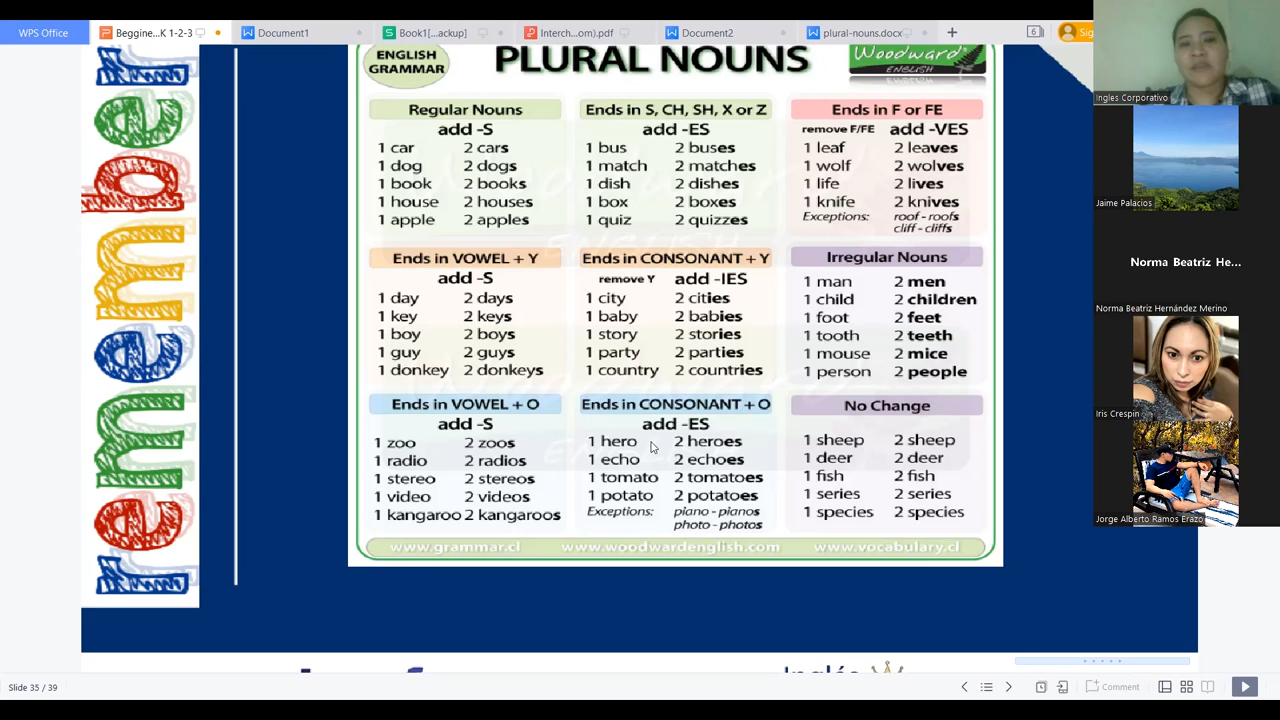 WPS Office
Beggine...K 1-2-3
Document1
Book1[...ackup]
Interch...om).pdf
Document2
plural-nouns.docx
6
Sig
remember
ENGLISH
GRAMMAR
PLURAL NOUNS
Woodward
ENGLISH
Regular Nouns
add -S
1 car 2 cars
1 dog 2 dogs
1 book 2 books
1 house 2 houses
1 apple 2 apples
Ends in S, CH, SH, X or Z
add -ES
1 bus 2 buses
1 match 2 matches
1 dish 2 dishes
1 box 2 boxes
1 quiz 2 quizzes
Ends in F or FE
remove F/FE add -VES
1 leaf 2 leaves
1 wolf 2 wolves
1 life 2 lives
1 knife 2 knives
Exceptions: roof - roofs
cliff - cliffs
Ends in VOWEL + Y
add -S
1 day 2 days
1 key 2 keys
1 boy 2 boys
1 guy 2 guys
1 donkey 2 donkeys
Ends in CONSONANT + Y
remove Y add -IES
1 city 2 cities
1 baby 2 babies
1 story 2 stories
1 party 2 parties
1 country 2 countries
Irregular Nouns
1 man 2 men
1 child 2 children
1 foot 2 feet
1 tooth 2 teeth
1 mouse 2 mice
1 person 2 people
Ends in VOWEL + O
add -S
1 zoo 2 zoos
1 radio 2 radios
1 stereo 2 stereos
1 video 2 videos
1 kangaroo 2 kangaroos
Ends in CONSONANT + O
add -ES
1 hero 2 heroes
1 echo 2 echoes
1 tomato 2 tomatoes
1 potato 2 potatoes
Exceptions: piano - pianos
photo - photos
No Change
1 sheep 2 sheep
1 deer 2 deer
1 fish 2 fish
1 series 2 series
1 species 2 species
www.grammar.cl www.woodwardenglish.com www.vocabulary.cl
Inglés
Ingles Corporativo
Jaime Palacios
Norma Beatriz He...
Norma Beatriz Hernández Merino
Iris Crespin
Jorge Alberto Ramos Erazo
Slide 35 / 39
Comment